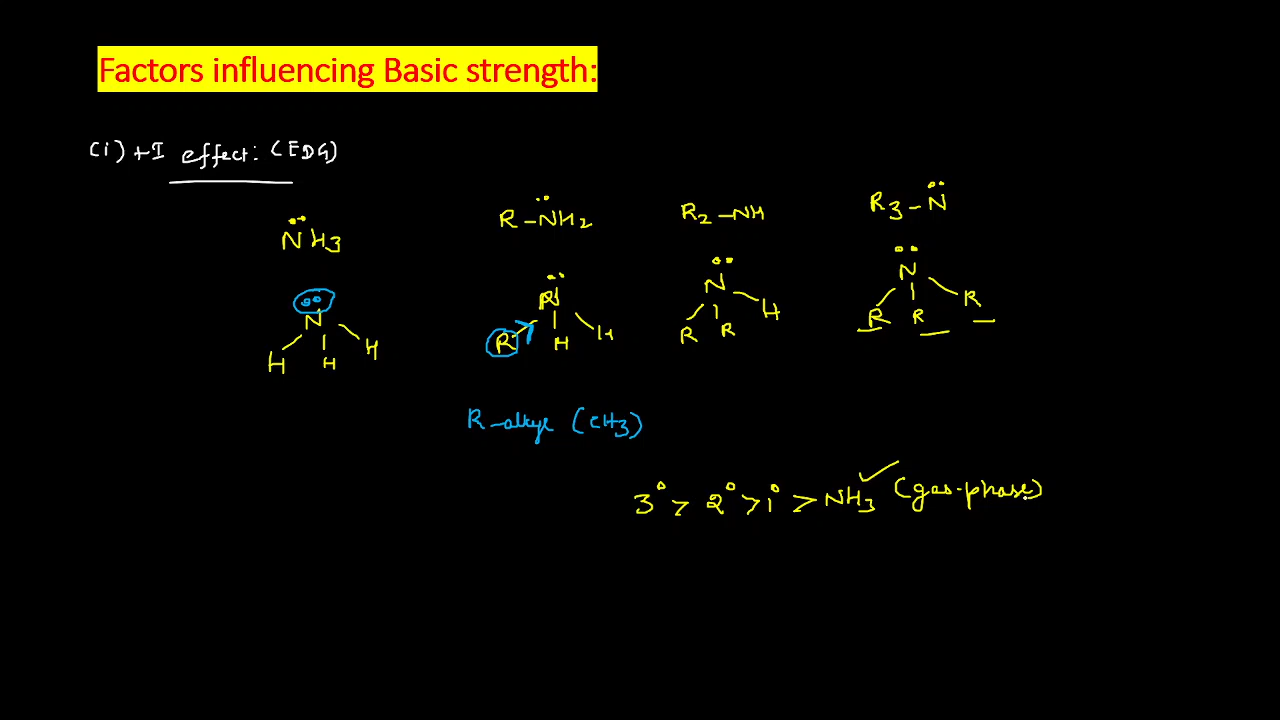 Factors influencing Basic strength:
(i) +I effect: (EDG)
NH3 R-NH2 R2-NH R3-N
N N N N
H H H R H H R R H R R R
R-alkyl (CH3)
3° > 2° > 1° > NH3 (gas-phase)